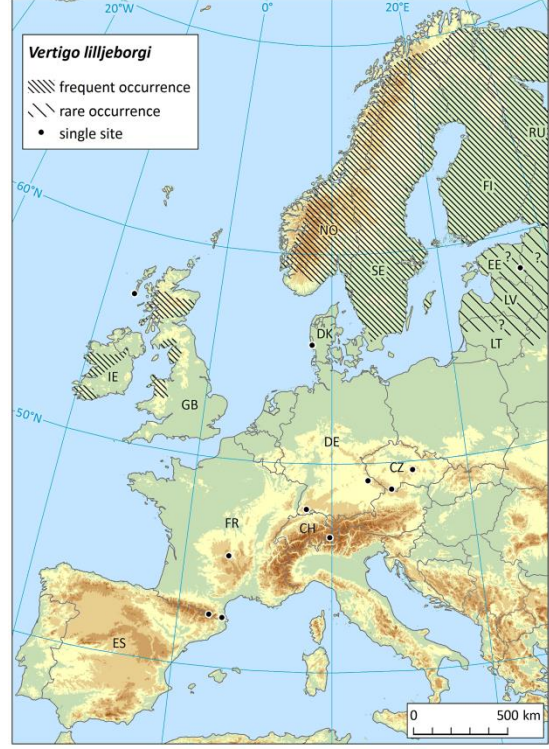 20°W
0°
20°E
Vertigo lilljeborgi
frequent occurrence
rare occurrence
single site
RU
60°N
FI
NO
SE
EE ? ?
LV
?
LT
DK
IE
GB
50°N
DE
CZ
FR
CH
ES
0 500 km